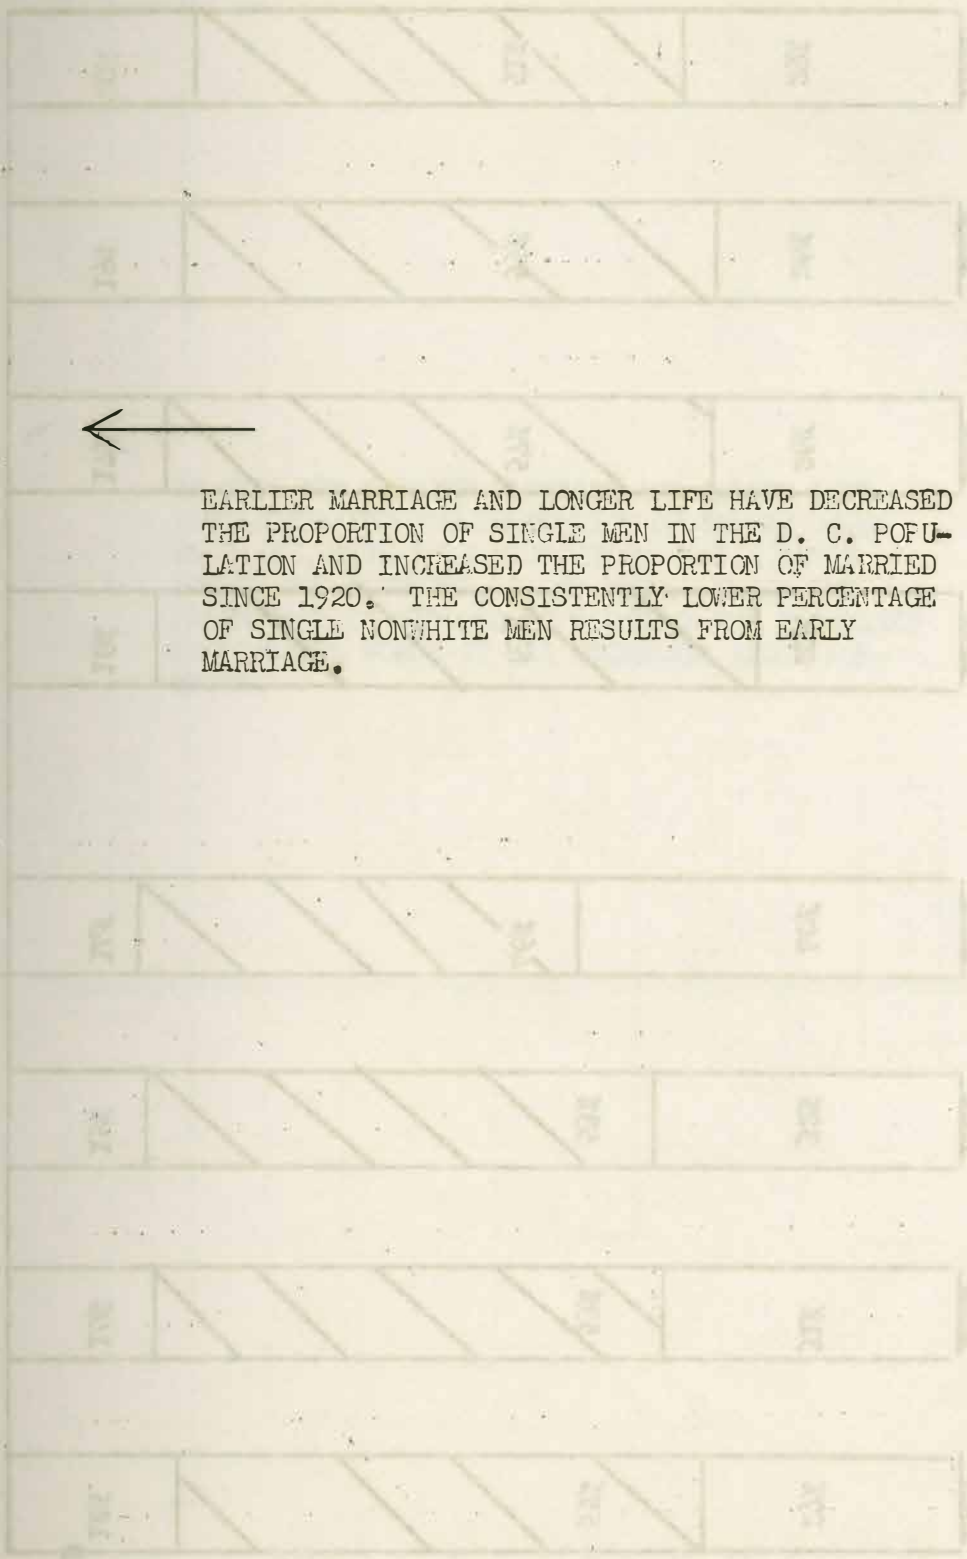 EARLIER MARRIAGE AND LONGER LIFE HAVE DECREASED
THE PROPORTION OF SINGLE MEN IN THE D. C. POPU-
LATION AND INCREASED THE PROPORTION OF MARRIED
SINCE 1920. THE CONSISTENTLY LOWER PERCENTAGE
OF SINGLE NONWHITE MEN RESULTS FROM EARLY
MARRIAGE.